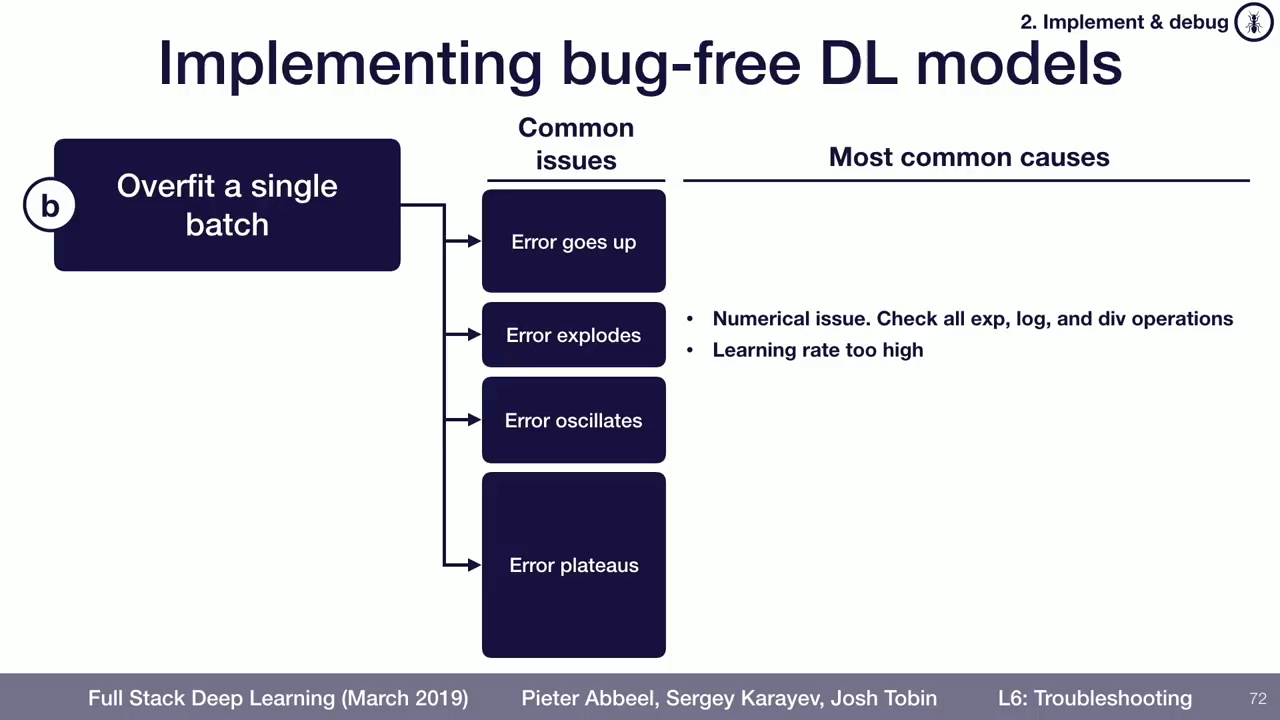 2. Implement & debug
Implementing bug-free DL models
Common
issues
Most common causes
b
Overfit a single
batch
Error goes up
Error explodes
• Numerical issue. Check all exp, log, and div operations
• Learning rate too high
Error oscillates
Error plateaus
Full Stack Deep Learning (March 2019) Pieter Abbeel, Sergey Karayev, Josh Tobin L6: Troubleshooting 72